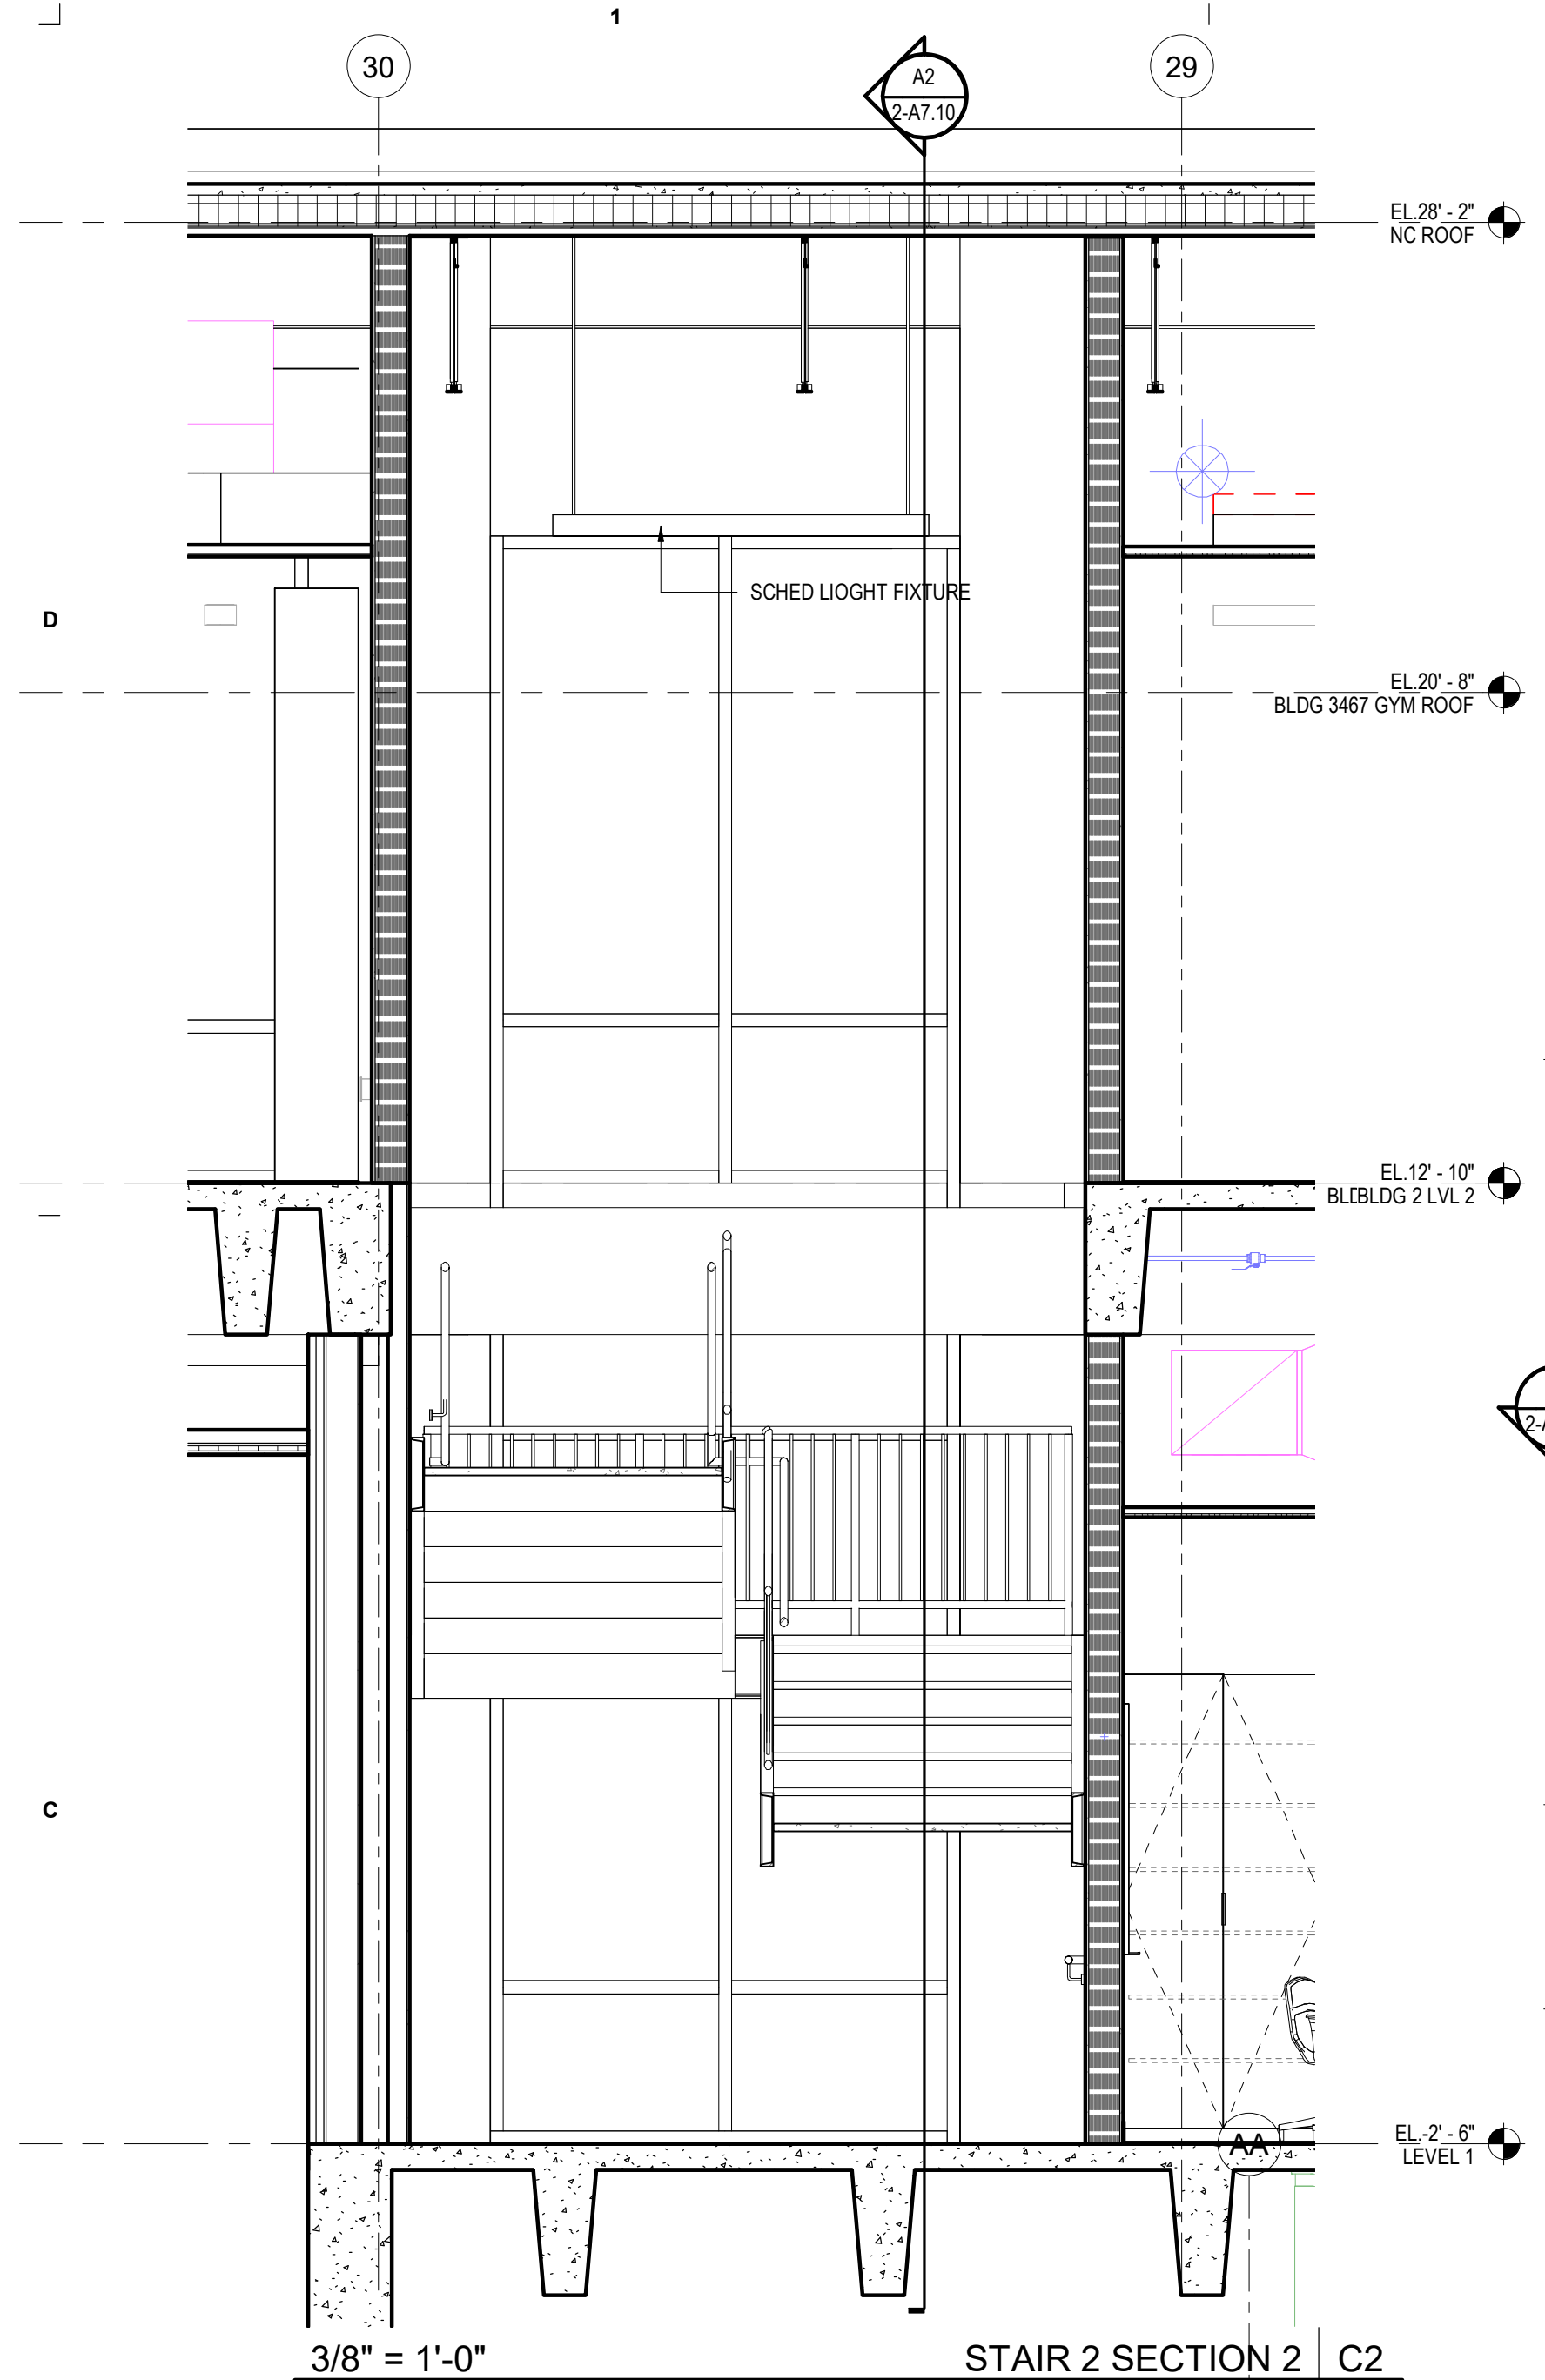 1
30
A2
2-A7.10
29
EL.28' - 2"
NC ROOF
SCHED LIOGHT FIXTURE
D
EL.20' - 8"
BLDG 3467 GYM ROOF
EL.12' - 10"
BLDG 2 LVL 2
C
AA
EL.-2' - 6"
LEVEL 1
3/8" = 1'-0"
STAIR 2 SECTION 2
C2